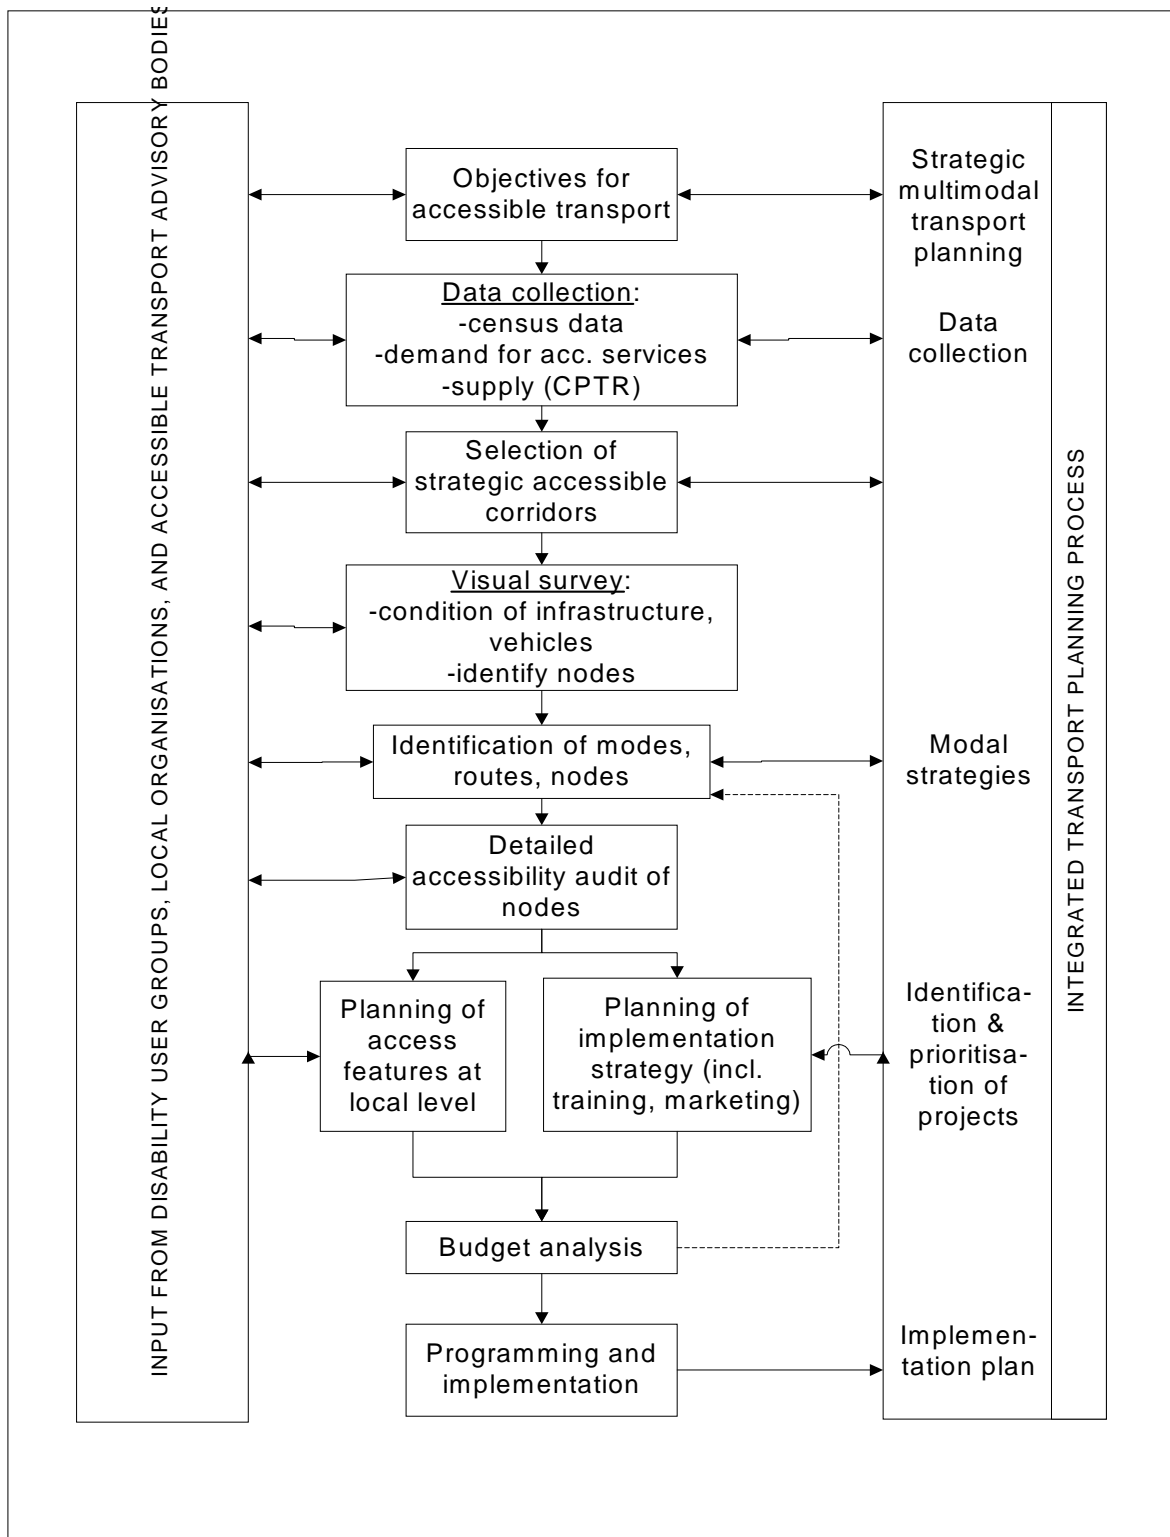 INPUT FROM DISABILITY USER GROUPS, LOCAL ORGANISATIONS, AND ACCESSIBLE TRANSPORT ADVISORY BODIES
Objectives for
accessible transport
Data collection:
-census data
-demand for acc. services
-supply (CPTR)
Selection of
strategic accessible
corridors
Visual survey:
-condition of infrastructure,
vehicles
-identify nodes
Identification of modes,
routes, nodes
Detailed
accessibility audit of
nodes
Planning of
access
features at
local level
Planning of
implementation
strategy (incl.
training, marketing)
Budget analysis
Programming and
implementation
Strategic
multimodal
transport
planning
Data
collection
Modal
strategies
Identifica-
tion &
prioritisa-
tion of
projects
Implemen-
tation plan
INTEGRATED TRANSPORT PLANNING PROCESS